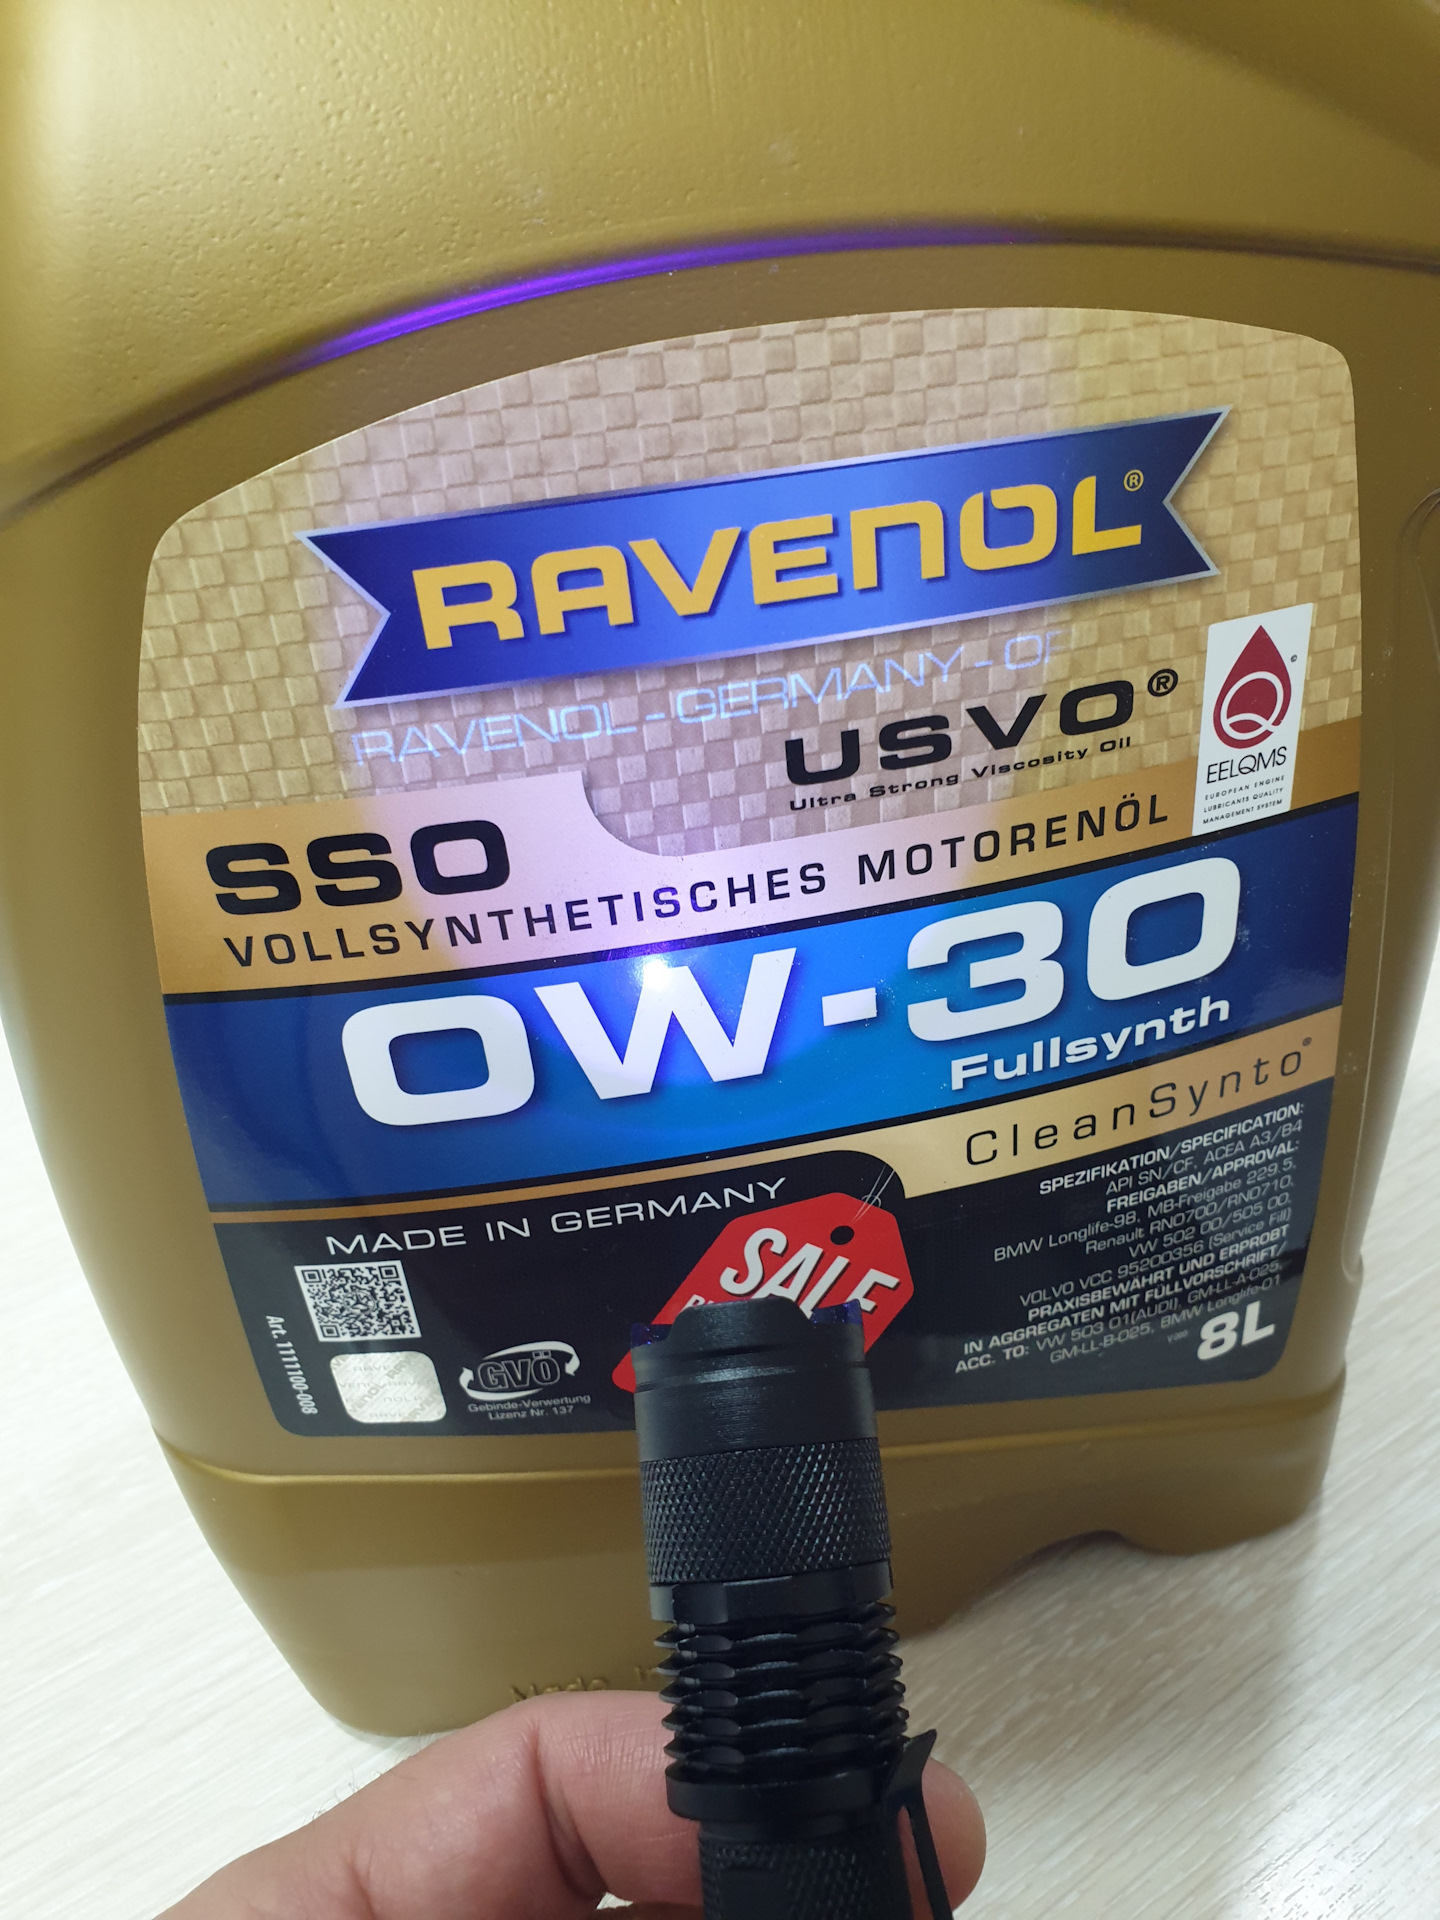 RAVENOL®
RAVENOL - GERMANY - OF
USVO®
Ultra Strong Viscosity Oil
EELQMS
EUROPEAN ENGINE
LUBRICANTS QUALITY
MANAGEMENT SYSTEM
SSO
VOLLSYNTHETISCHES MOTORENÖL
0W-30
Fullsynth
CleanSynto®
MADE IN GERMANY
SALE
SPEZIFIKATION/SPECIFICATION:
API SN/CF, ACEA A3/B4
FREIGABEN/APPROVAL:
BMW Longlife-98, MB-Freigabe 229.5,
Renault RN0700/RN0710,
VW 502 00/505 00,
VOLVO VCC 95200356 (Service Fill)
PRAXISBEWÄHRT UND ERPROBT
IN AGGREGATEN MIT FÜLLVORSCHRIFT/
ACC. TO: VW 503 01(AUDI), GM-LL-A-025,
GM-LL-B-025, BMW Longlife-01
8L
Art. 1111100-008
GVÖ
Gebinde-Verwertung
Lizenz Nr. 137
Made